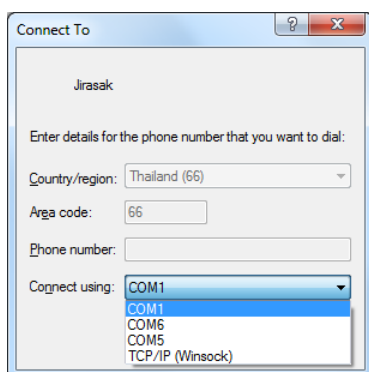 Connect To
Jirasak
Enter details for the phone number that you want to dial:
Country/region: Thailand (66)
Area code: 66
Phone number:
Connect using: COM1
COM1
COM6
COM5
TCP/IP (Winsock)